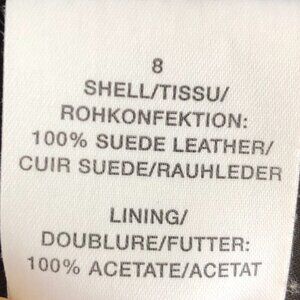 8
SHELL/TISSU/
ROHKONFEKTION:
100% SUEDE LEATHER/
CUIR SUEDE/RAUHLEDER
LINING/
DOUBLURE/FUTTER:
100% ACETATE/ACETAT